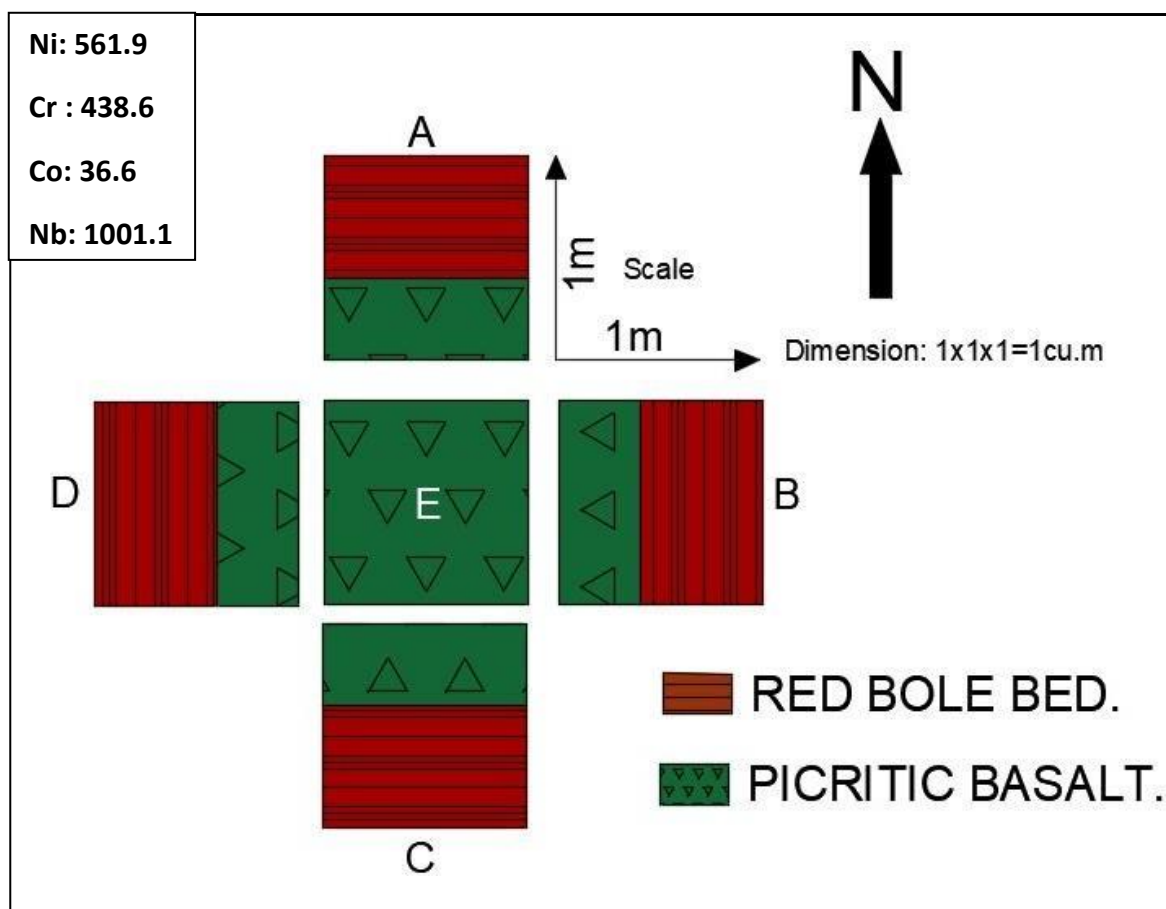 Ni: 561.9
Cr : 438.6
Co: 36.6
Nb: 1001.1
N
A
1m
Scale
1m
Dimension: 1x1x1=1cu.m
D
E
B
RED BOLE BED.
PICRITIC BASALT.
C